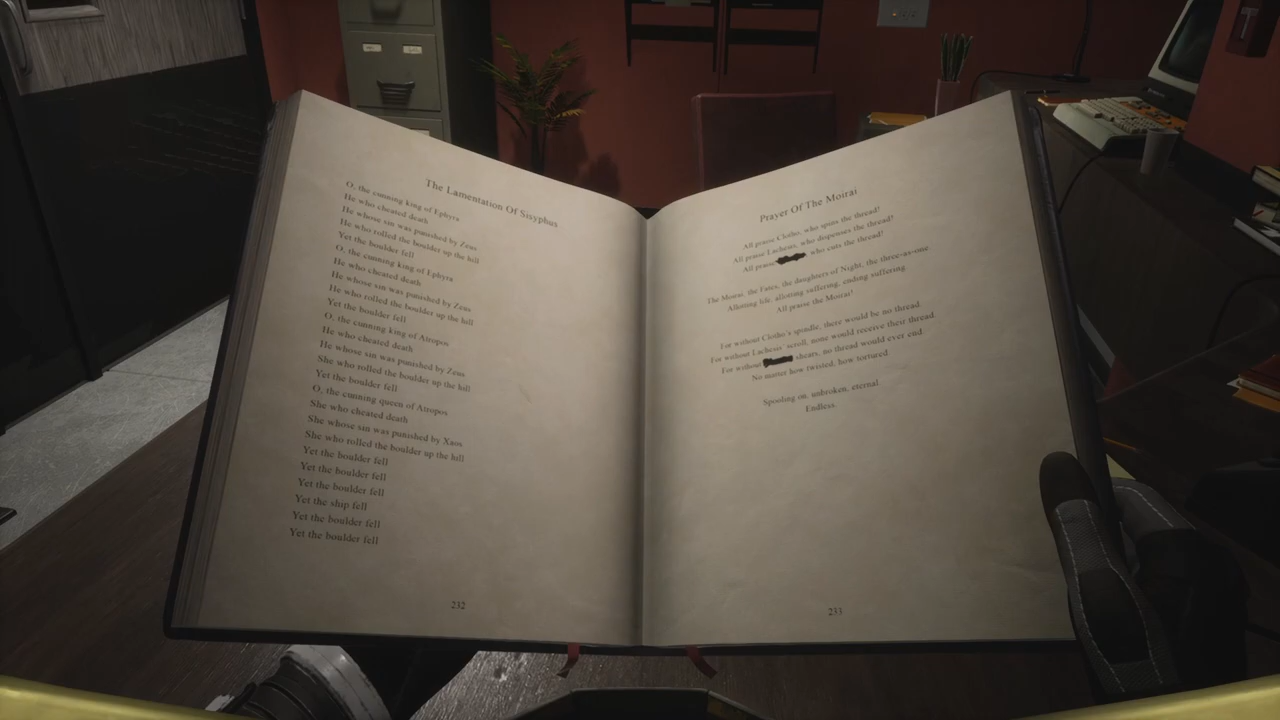 The Lamentation Of Sisyphus
O, the cunning king of Ephyra
He who cheated death
He whose sin was punished by Zeus
He who rolled the boulder up the hill
Yet the boulder fell
O, the cunning king of Ephyra
He who cheated death
He whose sin was punished by Zeus
He who rolled the boulder up the hill
Yet the boulder fell
O, the cunning king of Atropos
He who cheated death
He whose sin was punished by Zeus
She who rolled the boulder up the hill
Yet the boulder fell
O, the cunning queen of Atropos
She who cheated death
She whose sin was punished by Xaos
She who rolled the boulder up the hill
Yet the boulder fell
Yet the boulder fell
Yet the boulder fell
Yet the ship fell
Yet the boulder fell
Yet the boulder fell
232
Prayer Of The Moirai
All praise Clotho, who spins the thread!
All praise Lachesis, who dispenses the thread!
All praise , who cuts the thread!
The Moirai, the Fates, the daughters of Night, the three-as-one.
Allotting life, allotting suffering, ending suffering.
All praise the Moirai!
For without Clotho's spindle, there would be no thread.
For without Lachesis' scroll, none would receive their thread.
For without shears, no thread would ever end.
No matter how twisted, how tortured
Spooling on, unbroken, eternal.
Endless.
233